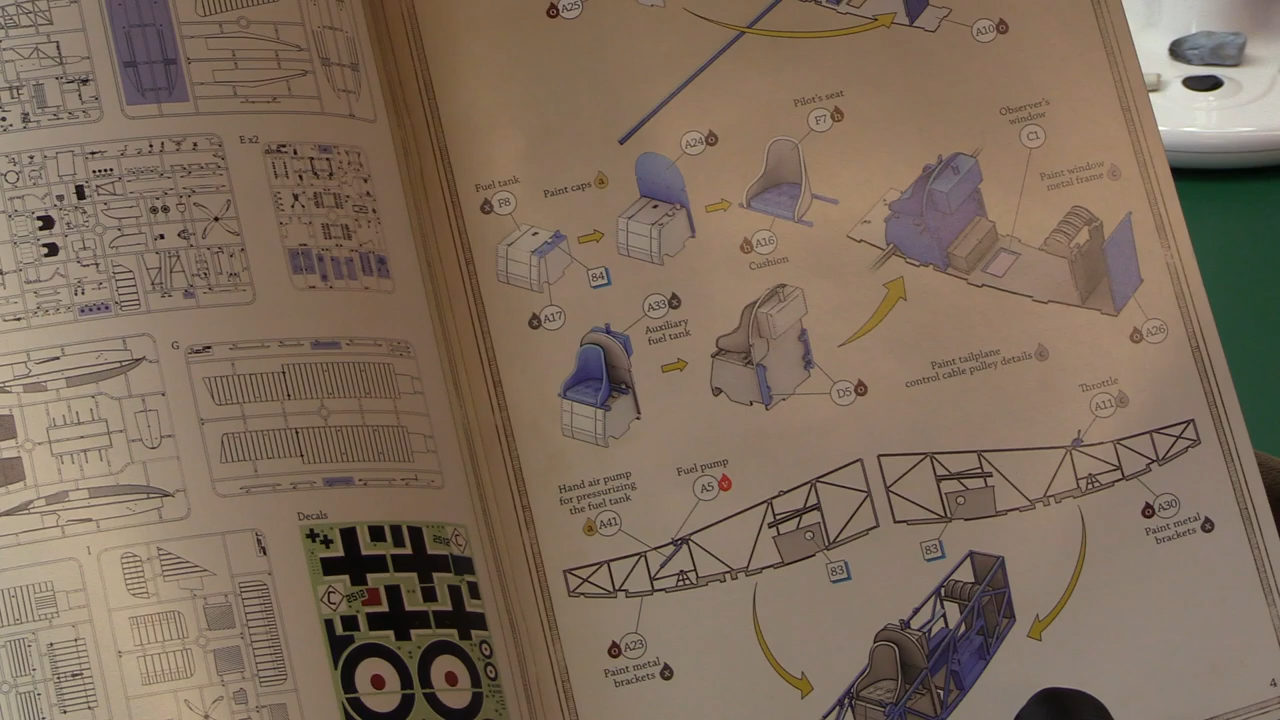 E x2
G
I
Decals
2512
C
C
2512
A25
o
A10
o
Pilot's seat
F7
h
A24
o
Paint caps
a
Fuel tank
x
F8
84
h
A16
Cushion
x
A17
A33
x
Auxiliary
fuel tank
D5
o
Observer's
window
C1
Paint window
metal frame
c
o
A26
Paint tailplane
control cable pulley details
c
Throttle
A11
c
Fuel pump
A5
v
Hand air pump
for pressurizing
the fuel tank
a
A41
83
83
o
A30
Paint metal
brackets
x
o
A23
Paint metal
brackets
x
4